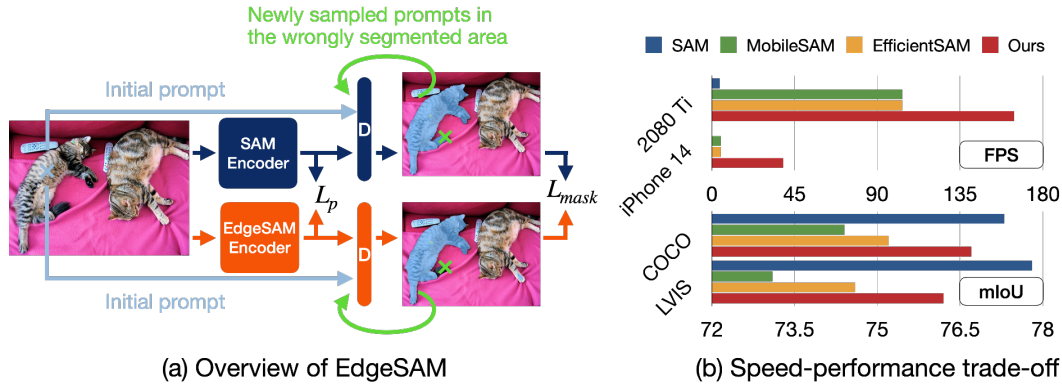 Newly sampled prompts in
the wrongly segmented area
Initial prompt
SAM
Encoder
D
L_p
L_mask
EdgeSAM
Encoder
D
Initial prompt
(a) Overview of EdgeSAM
SAM MobileSAM EfficientSAM Ours
2080 Ti
iPhone 14
FPS
0 45 90 135 180
COCO
LVIS
mIoU
72 73.5 75 76.5 78
(b) Speed-performance trade-off